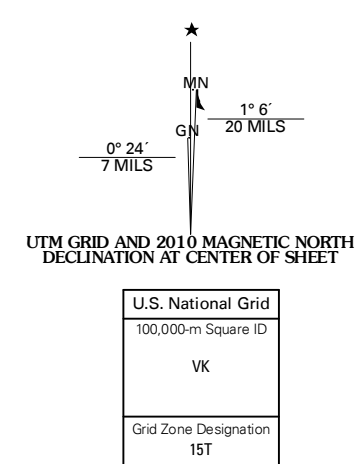 ★
MN
1° 6´
20 MILS
GN
0° 24´
7 MILS
UTM GRID AND 2010 MAGNETIC NORTH
DECLINATION AT CENTER OF SHEET
U.S. National Grid
100,000-m Square ID
VK
Grid Zone Designation
15T